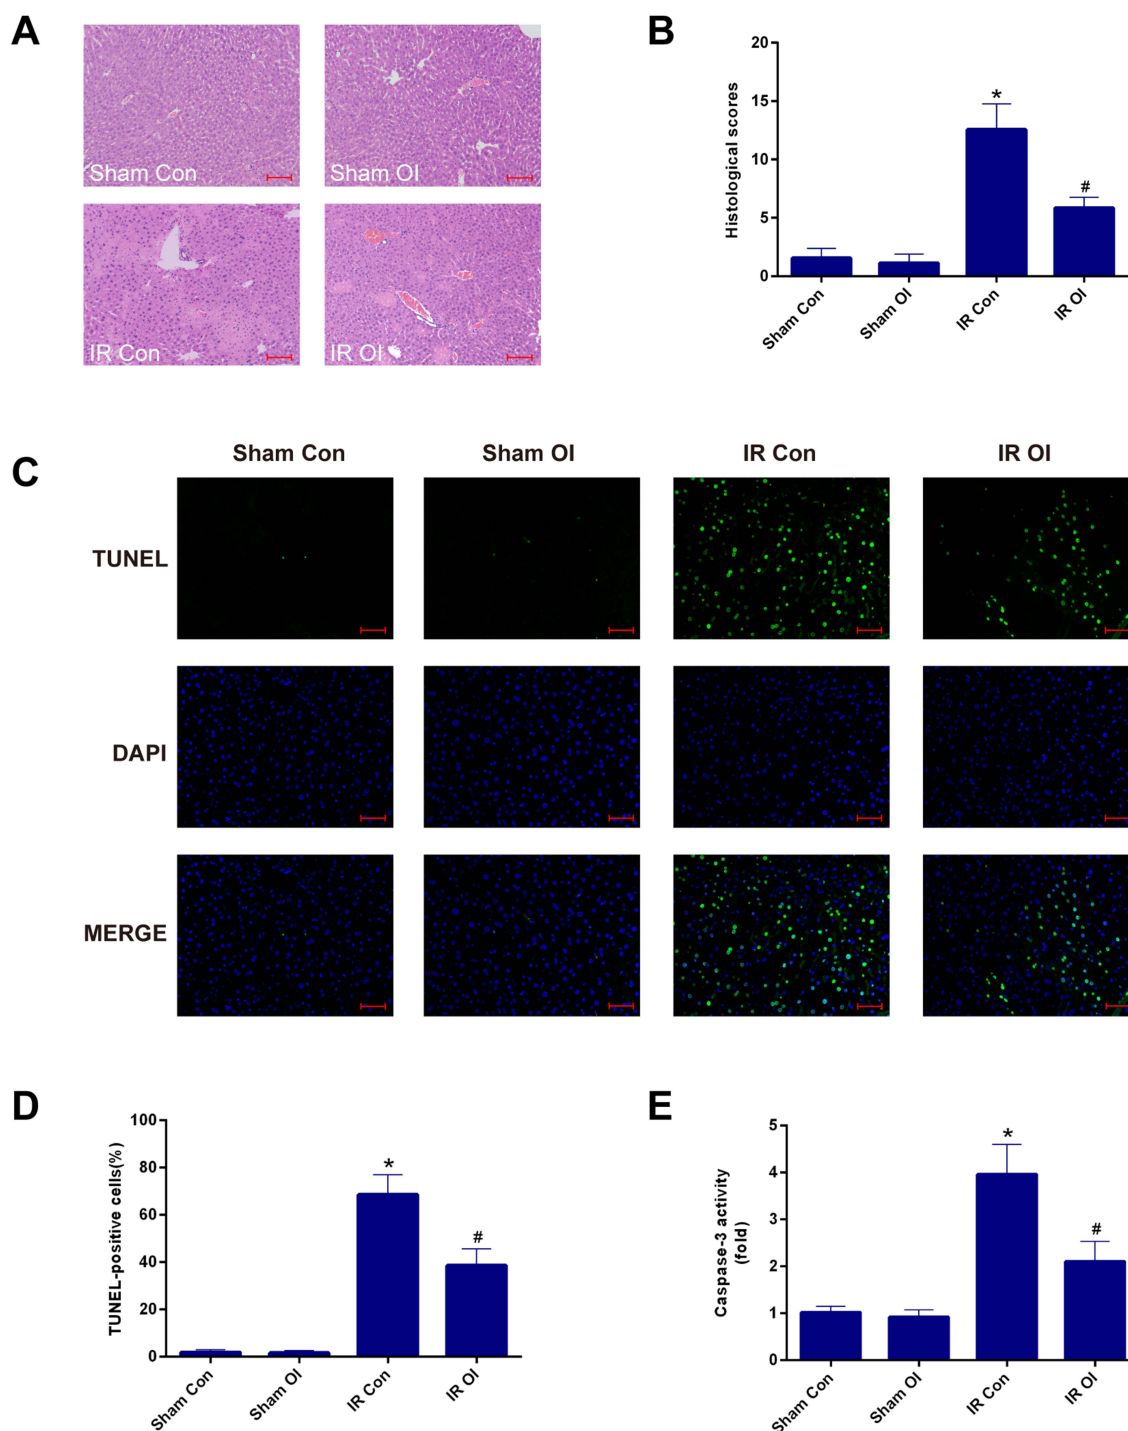 A
Sham Con
Sham OI
IR Con
IR OI
B
Histological scores
20
15
10
5
0
*
#
Sham Con
Sham OI
IR Con
IR OI
C
Sham Con
Sham OI
IR Con
IR OI
TUNEL
DAPI
MERGE
D
TUNEL-positive cells(%)
100
80
60
40
20
0
*
#
Sham Con
Sham OI
IR Con
IR OI
E
Caspase-3 activity
(fold)
5
4
3
2
1
0
*
#
Sham Con
Sham OI
IR Con
IR OI